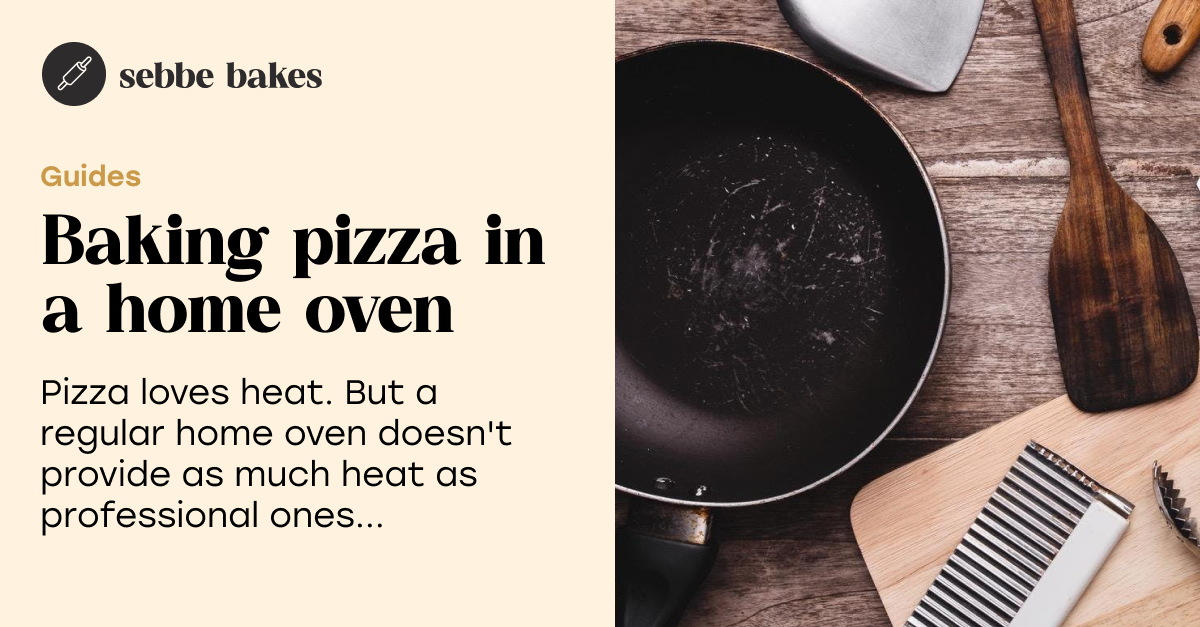 sebbe bakes
Guides
Baking pizza in
a home oven
Pizza loves heat. But a
regular home oven doesn't
provide as much heat as
professional ones...